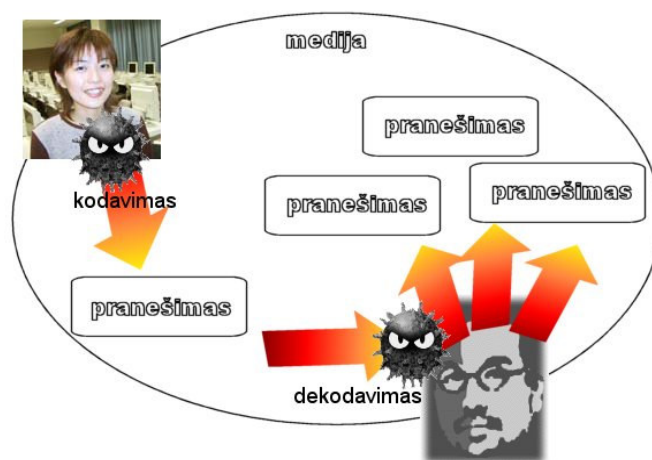 medija
pranešimas
pranešimas
pranešimas
kodavimas
pranešimas
dekodavimas